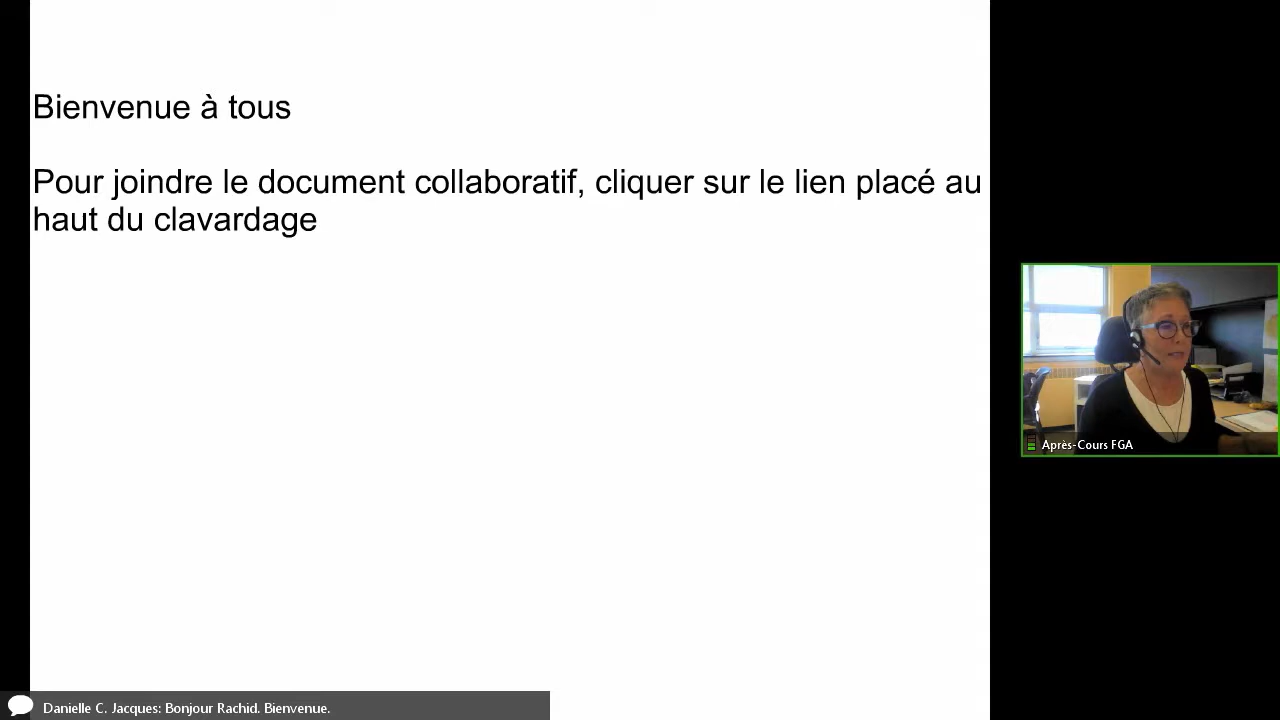 Bienvenue à tous
Pour joindre le document collaboratif, cliquer sur le lien placé au
haut du clavardage
Après-Cours FGA
Danielle C. Jacques: Bonjour Rachid. Bienvenue.